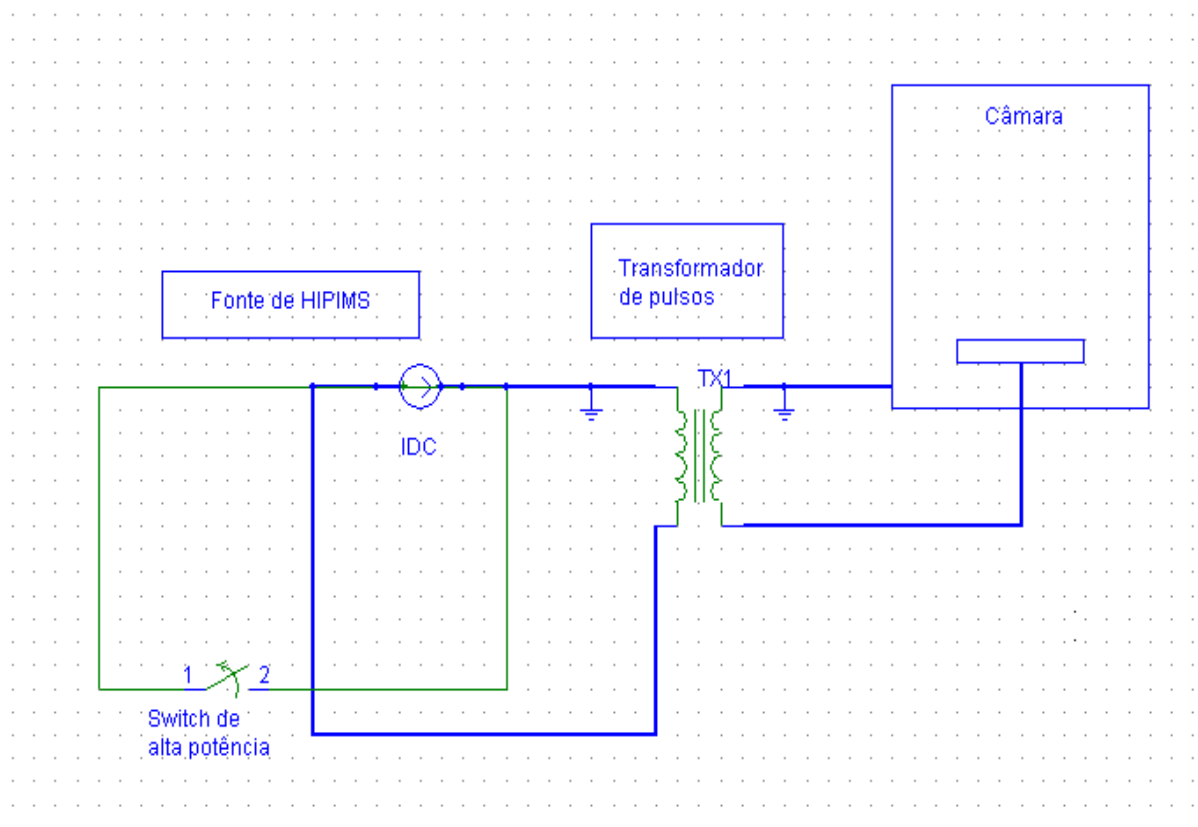 Câmara
Transformador
de pulsos
Fonte de HIPIMS
TX1
IDC
1 2
Switch de
alta potência